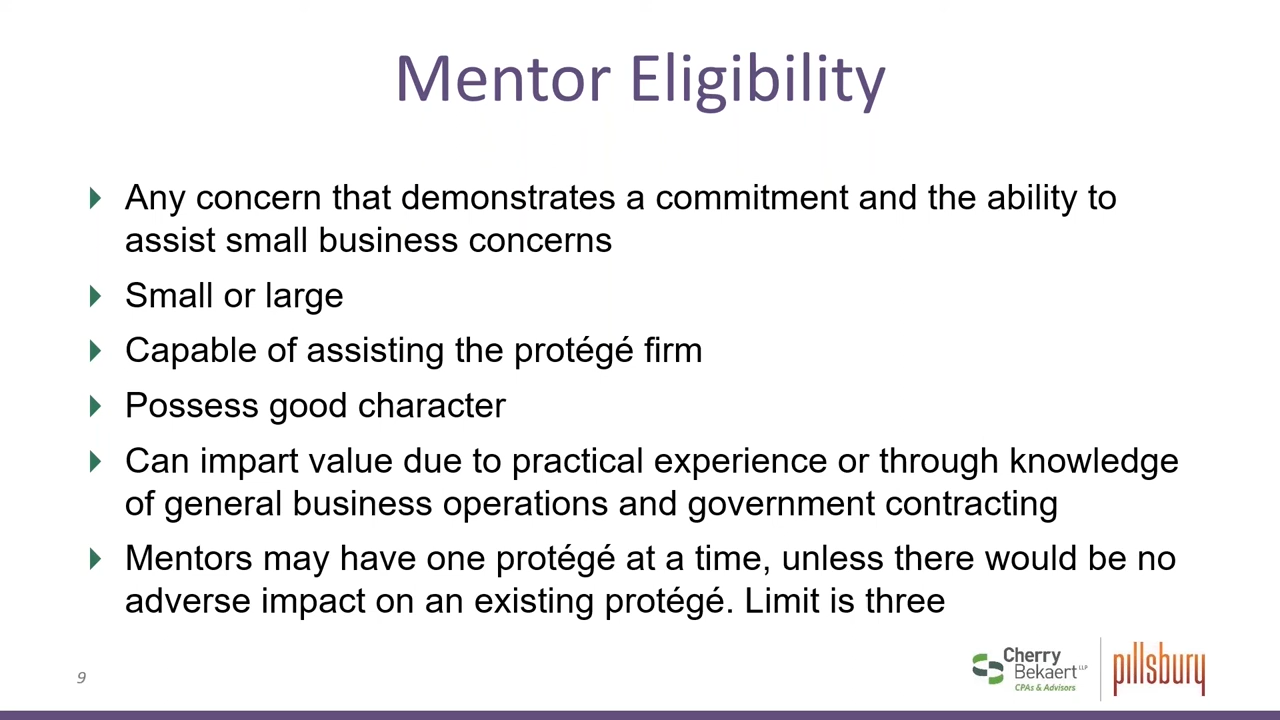 Mentor Eligibility
Any concern that demonstrates a commitment and the ability to
assist small business concerns
Small or large
Capable of assisting the protégé firm
Possess good character
Can impart value due to practical experience or through knowledge
of general business operations and government contracting
Mentors may have one protégé at a time, unless there would be no
adverse impact on an existing protégé. Limit is three
9
Cherry
Bekaert LLP
CPAs & Advisors
pillsbury